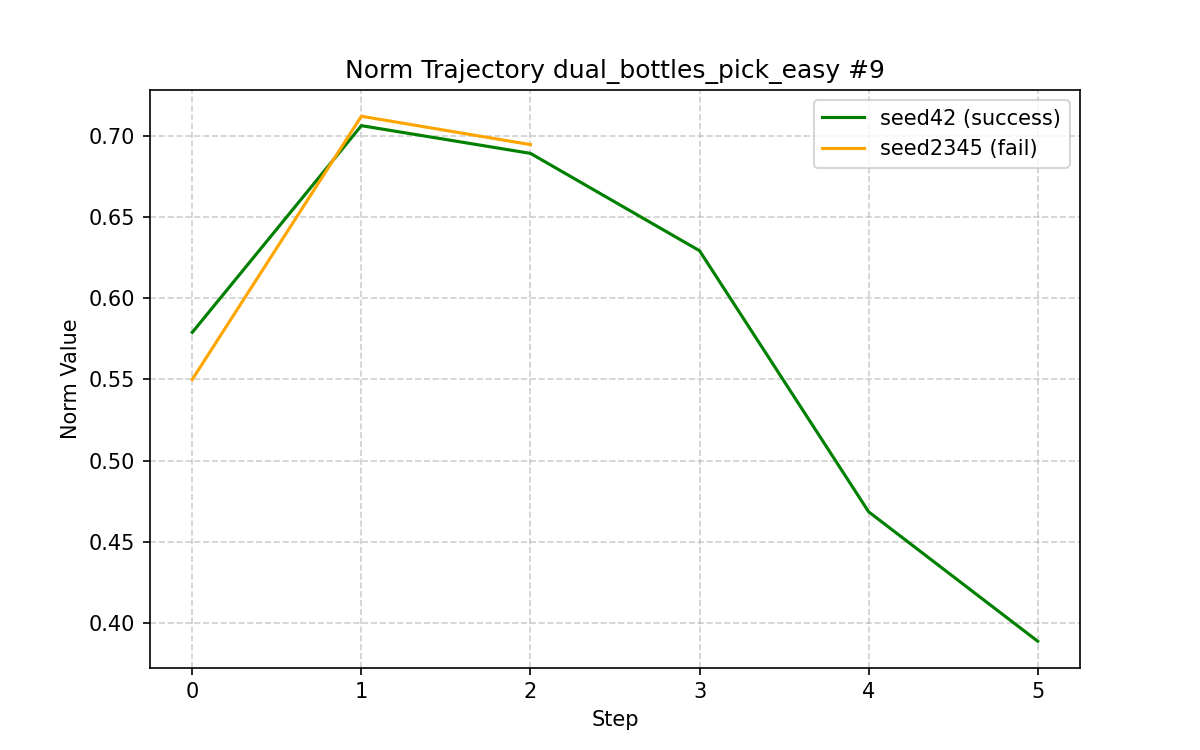 Norm Trajectory dual_bottles_pick_easy #9
seed42 (success)
seed2345 (fail)
Norm Value
0.70
0.65
0.60
0.55
0.50
0.45
0.40
0 1 2 3 4 5
Step